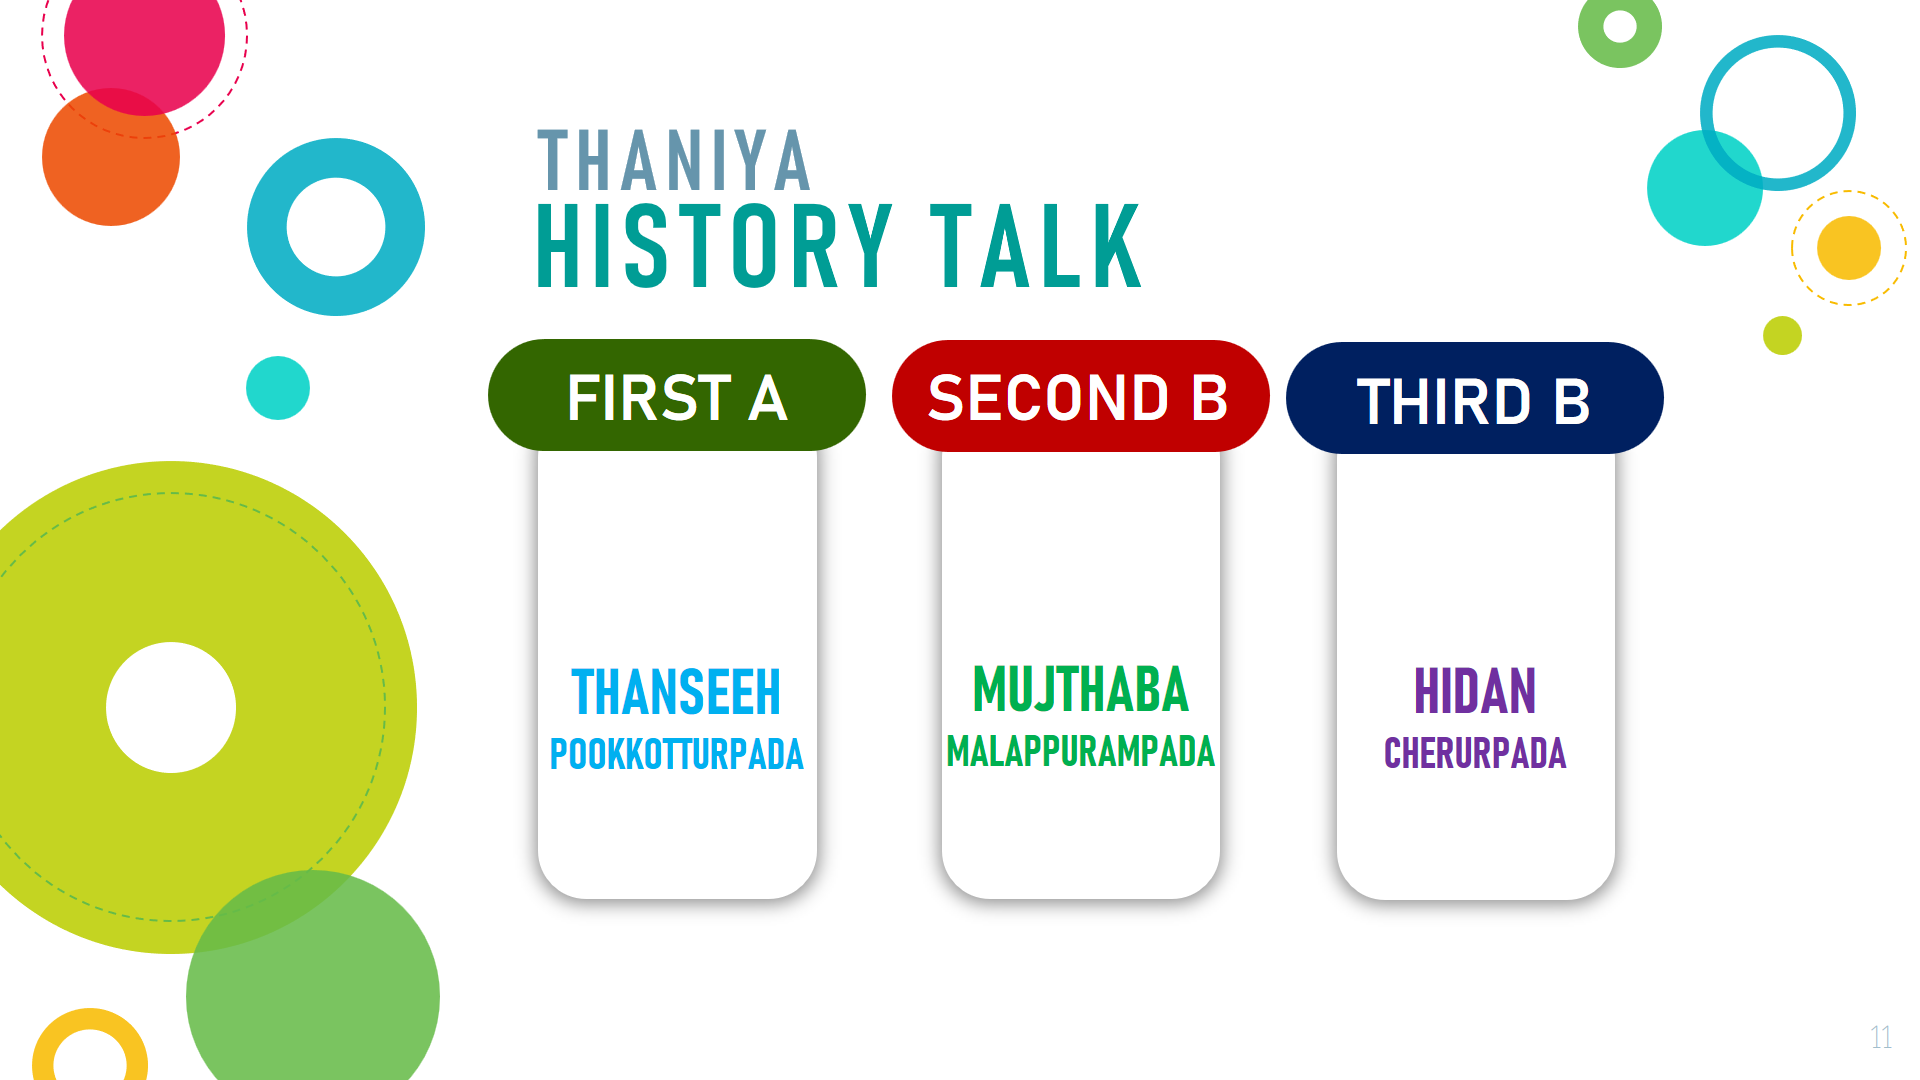 THANIYA
HISTORY TALK
FIRST A
THANSEEH
POOKKOTTURPADA
SECOND B
MUJTHABA
MALAPPURAMPADA
THIRD B
HIDAN
CHERURPADA
11